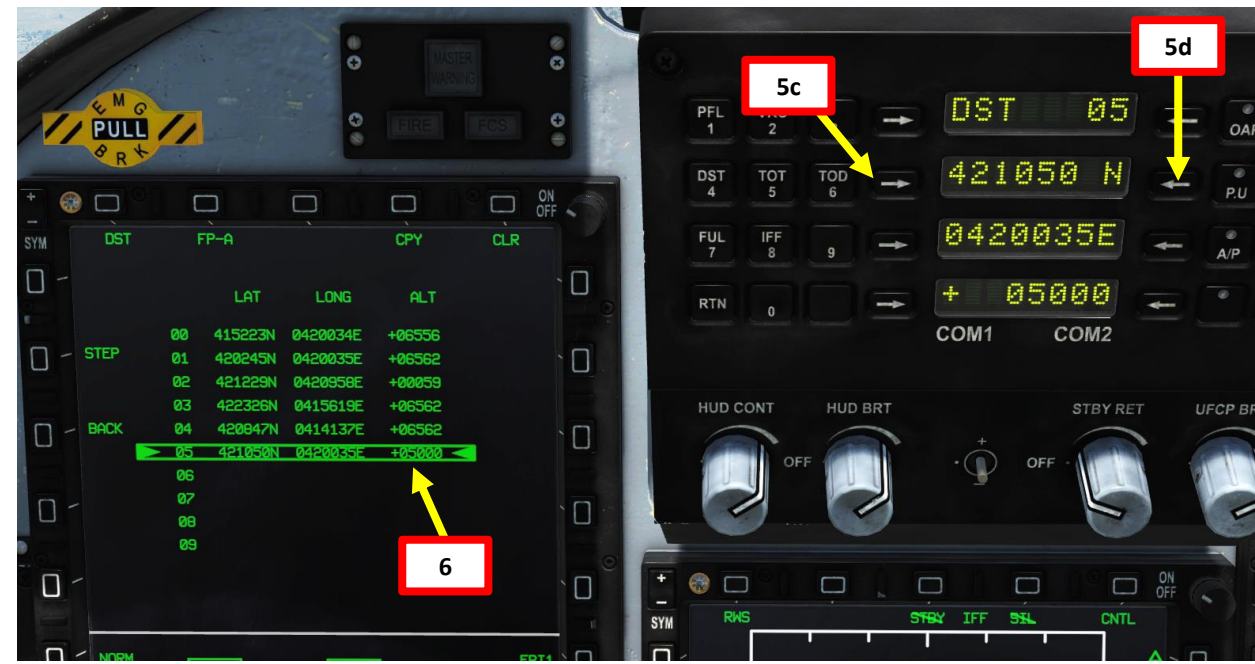 5d
5c
MASTER
WARNING
FIRE
FCS
EMG
PULL
BRK
+
-
SYM
ON
OFF
DST FP-A CPY CLR
LAT LONG ALT
00 415223N 0420034E +06556
STEP
01 420245N 0420035E +06562
02 421229N 0420958E +00059
03 422326N 0415619E +06562
BACK
04 420847N 0414137E +06562
05 421050N 0420035E +05000
06
07
08
09
6
NORM
PFL
1
2
DST 05
DST
4
TOT
5
TOD
6
421050 N
P.U
FUL
7
IFF
8
9
0420035E
A/P
RTN
0
+ 05000
COM1 COM2
HUD CONT HUD BRT STBY RET
OFF
+
-
OFF
+
-
SYM
ON
OFF
RWS STBY IFF SIL CNTL